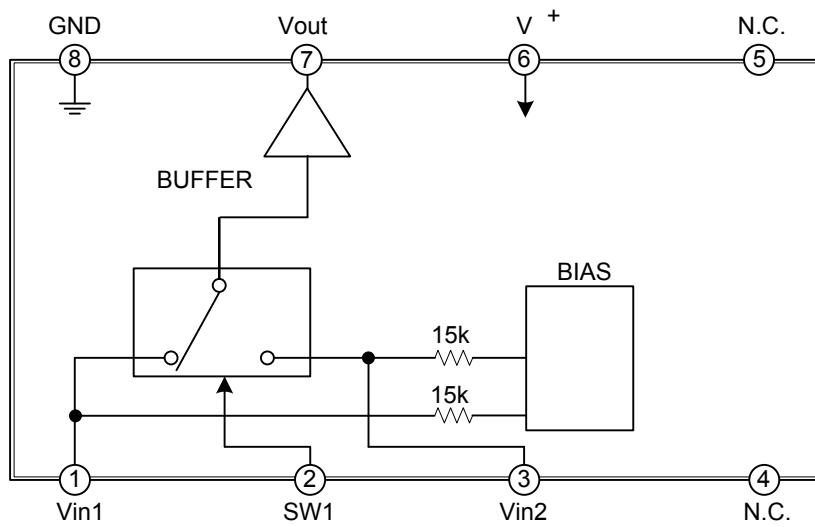 GND Vout V + N.C.
8 7 6 5
BUFFER
BIAS
15k
15k
1 2 3 4
Vin1 SW1 Vin2 N.C.